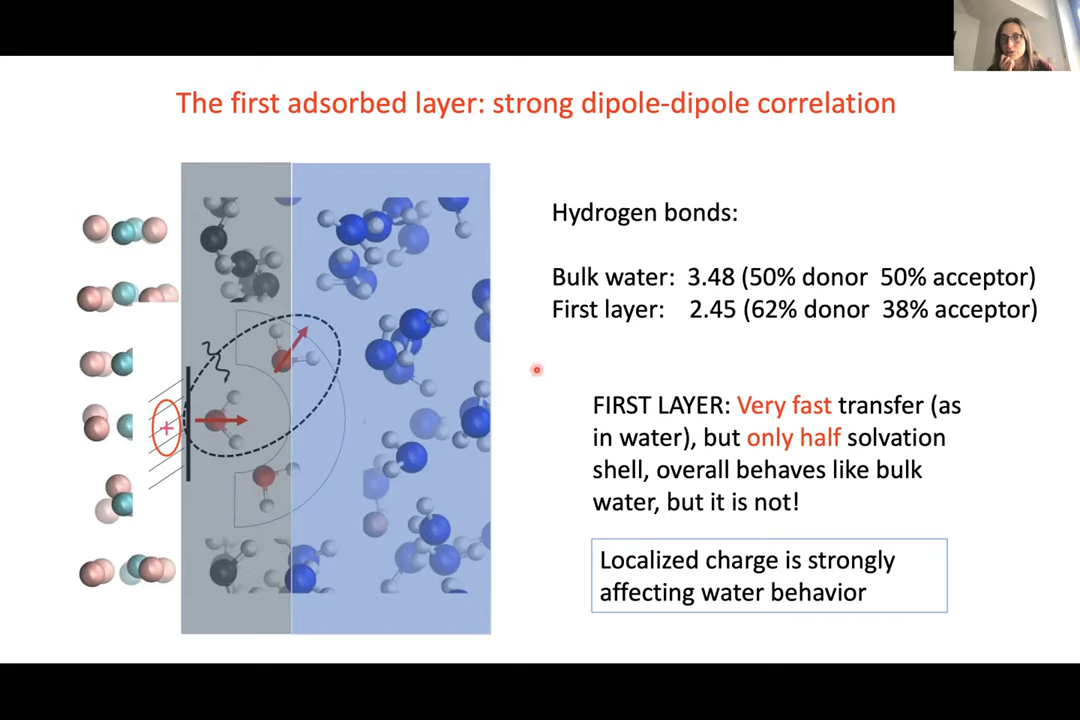 The first adsorbed layer: strong dipole-dipole correlation
Hydrogen bonds:
Bulk water: 3.48 (50% donor 50% acceptor)
First layer: 2.45 (62% donor 38% acceptor)
+
FIRST LAYER: Very fast transfer (as
in water), but only half solvation
shell, overall behaves like bulk
water, but it is not!
Localized charge is strongly
affecting water behavior